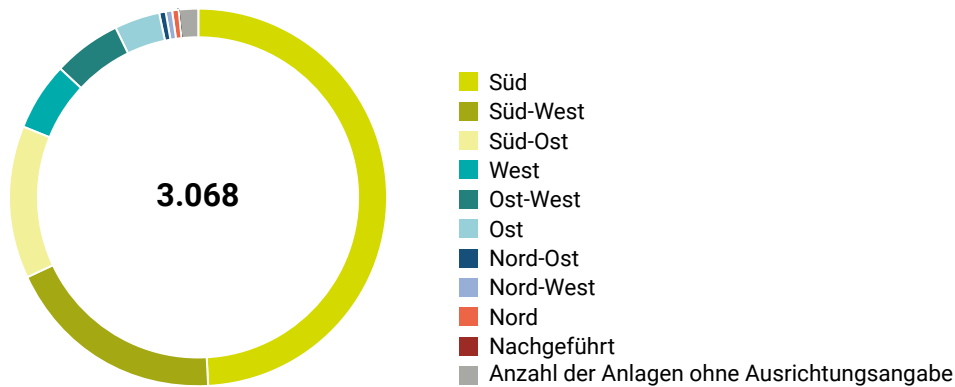 3.068
Süd
Süd-West
Süd-Ost
West
Ost-West
Ost
Nord-Ost
Nord-West
Nord
Nachgeführt
Anzahl der Anlagen ohne Ausrichtungsangabe